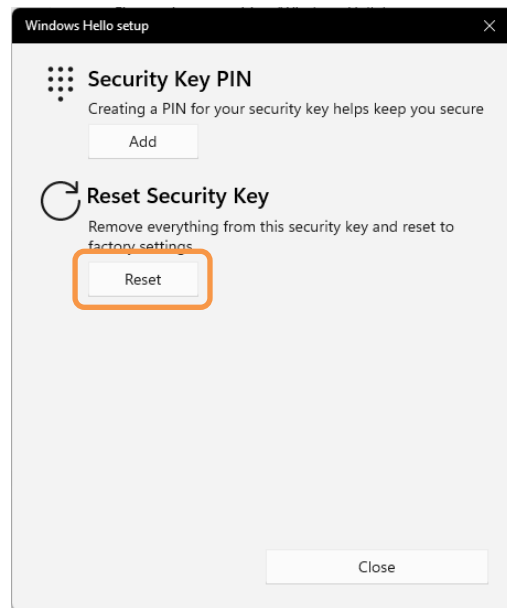 Windows Hello setup
Security Key PIN
Creating a PIN for your security key helps keep you secure
Add
Reset Security Key
Remove everything from this security key and reset to
factory settings
Reset
Close